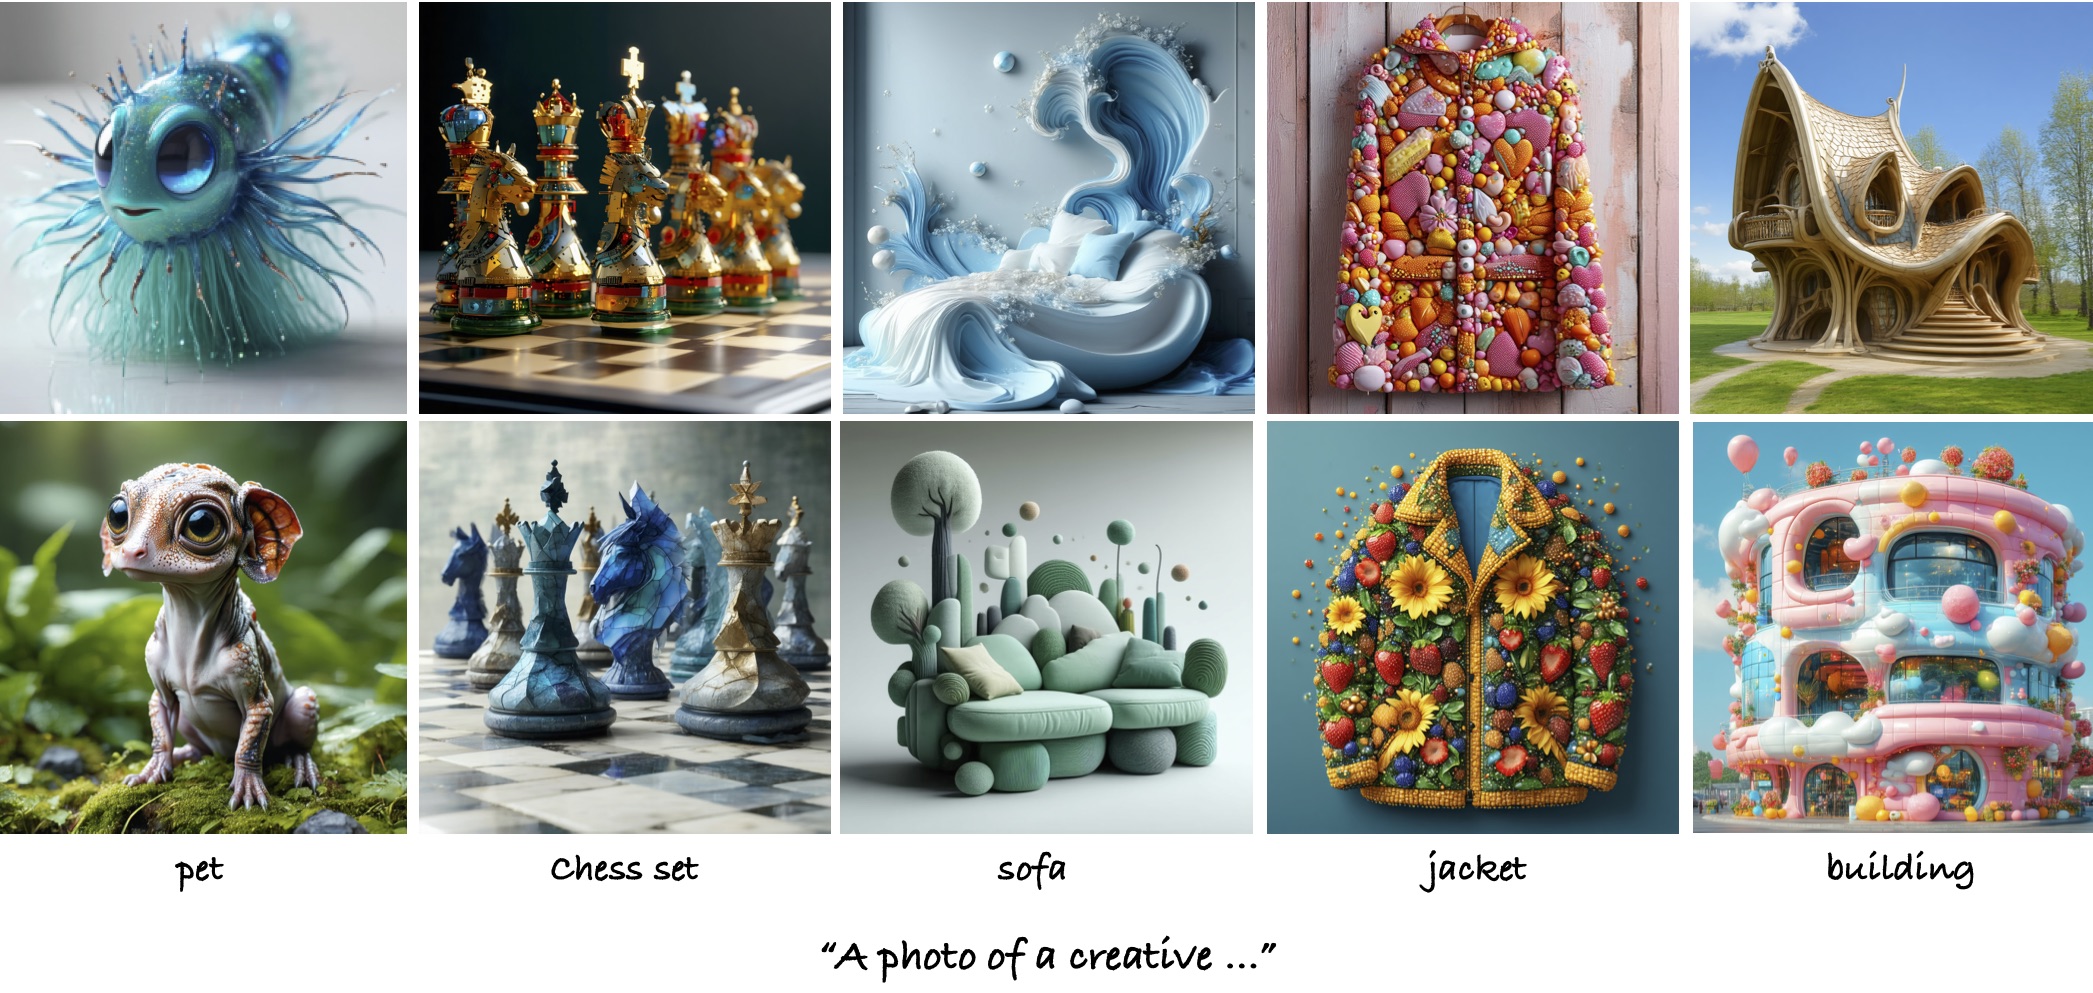 pet
Chess set
sofa
jacket
building
“A photo of a creative ...”